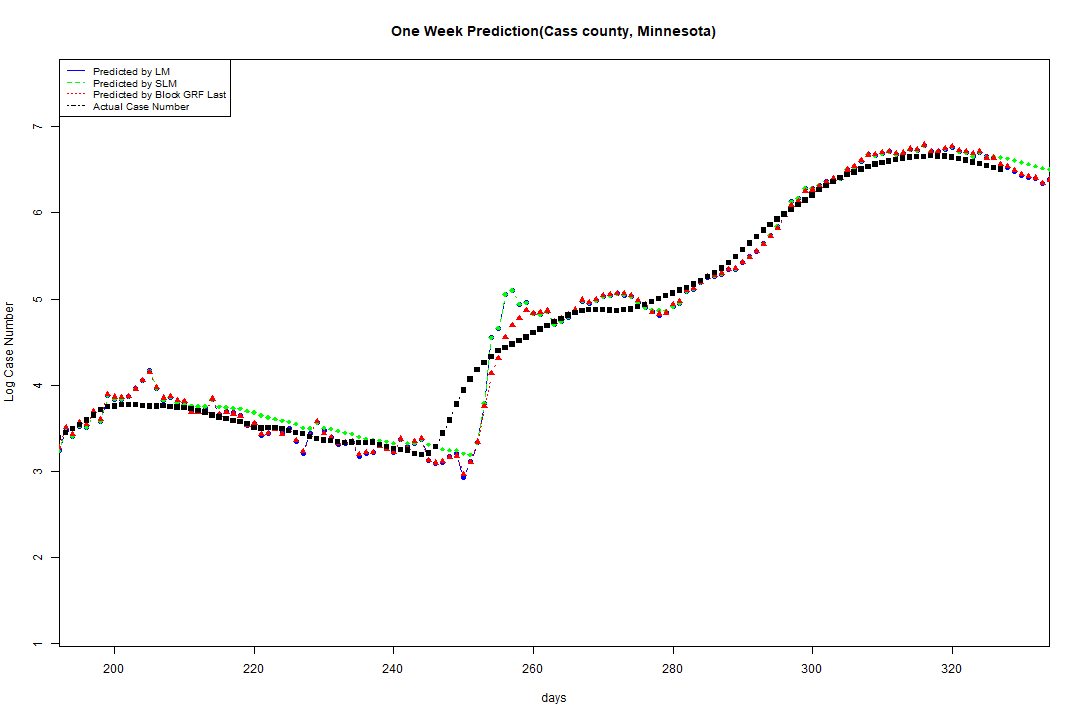 One Week Prediction(Cass county, Minnesota)
Predicted by LM
Predicted by SLM
Predicted by Block GRF Last
Actual Case Number
7
6
5
4
3
2
1
Log Case Number
200 220 240 260 280 300 320
days